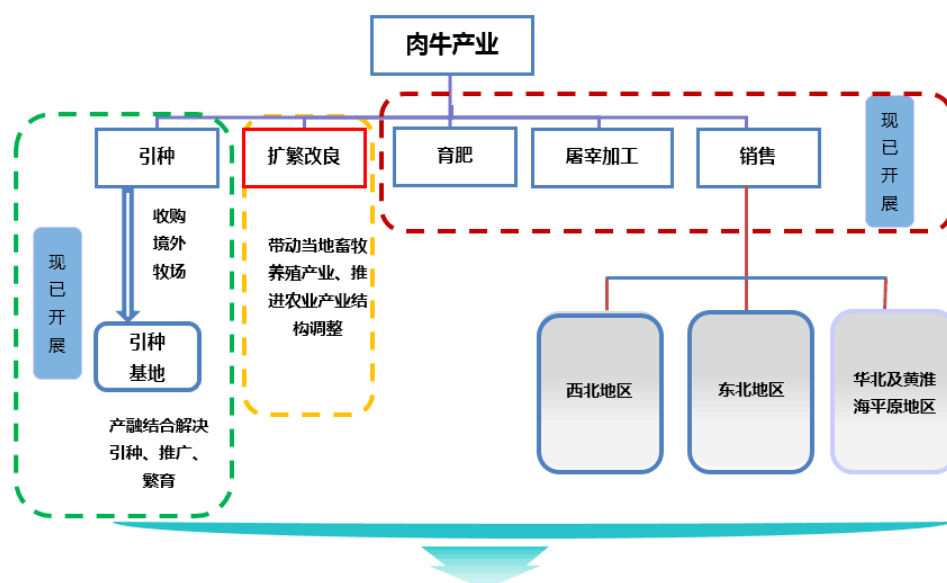 肉牛产业
引种
扩繁改良
育肥
屠宰加工
销售
现
已
开
展
收购
境外
牧场
现
已
开
展
引种
基地
产融结合解决
引种、推广、
繁育
带动当地畜牧
养殖产业、推
进农业产业结
构调整
西北地区
东北地区
华北及黄淮
海平原地区